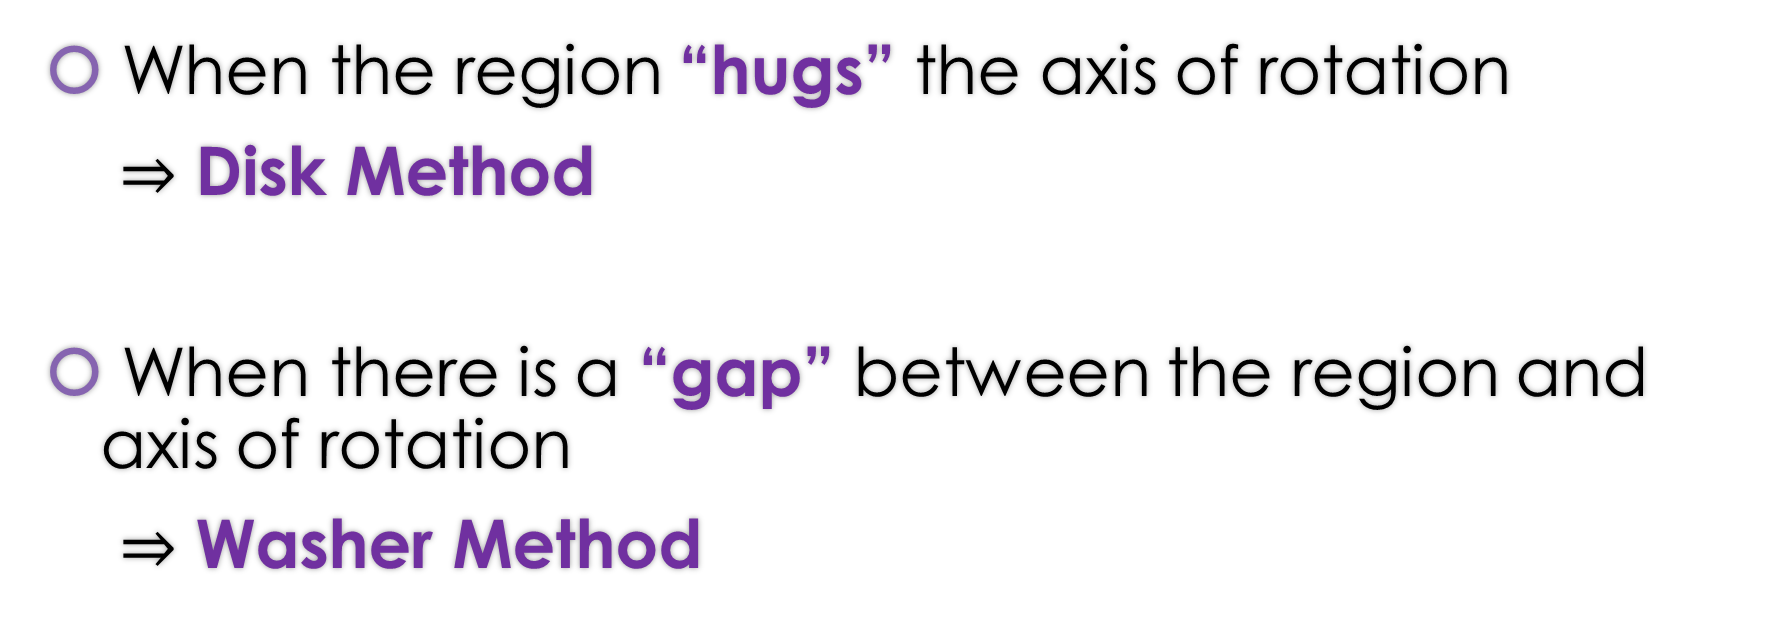 When the region “hugs” the axis of rotation
⇒ Disk Method
When there is a “gap” between the region and
axis of rotation
⇒ Washer Method